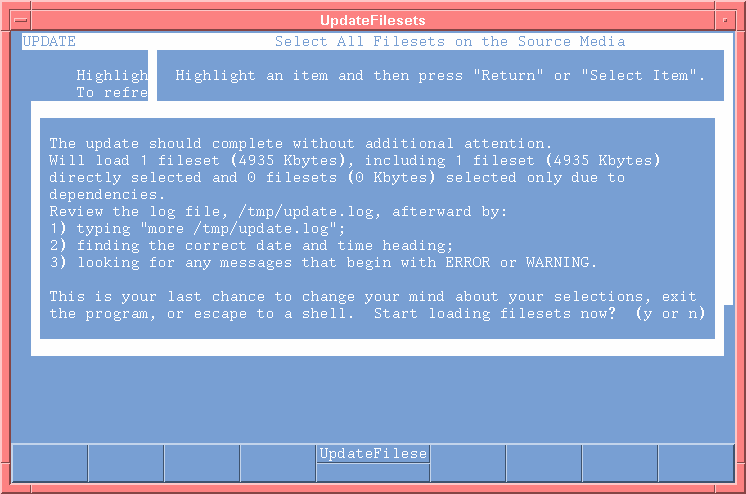 UpdateFilesets
UPDATE Select All Filesets on the Source Media
Highligh Highlight an item and then press "Return" or "Select Item".
To refre
The update should complete without additional attention.
Will load 1 fileset (4935 Kbytes), including 1 fileset (4935 Kbytes)
directly selected and 0 filesets (0 Kbytes) selected only due to
dependencies.
Review the log file, /tmp/update.log, afterward by:
1) typing "more /tmp/update.log";
2) finding the correct date and time heading;
3) looking for any messages that begin with ERROR or WARNING.
This is your last chance to change your mind about your selections, exit
the program, or escape to a shell.  Start loading filesets now?  (y or n)
UpdateFilese